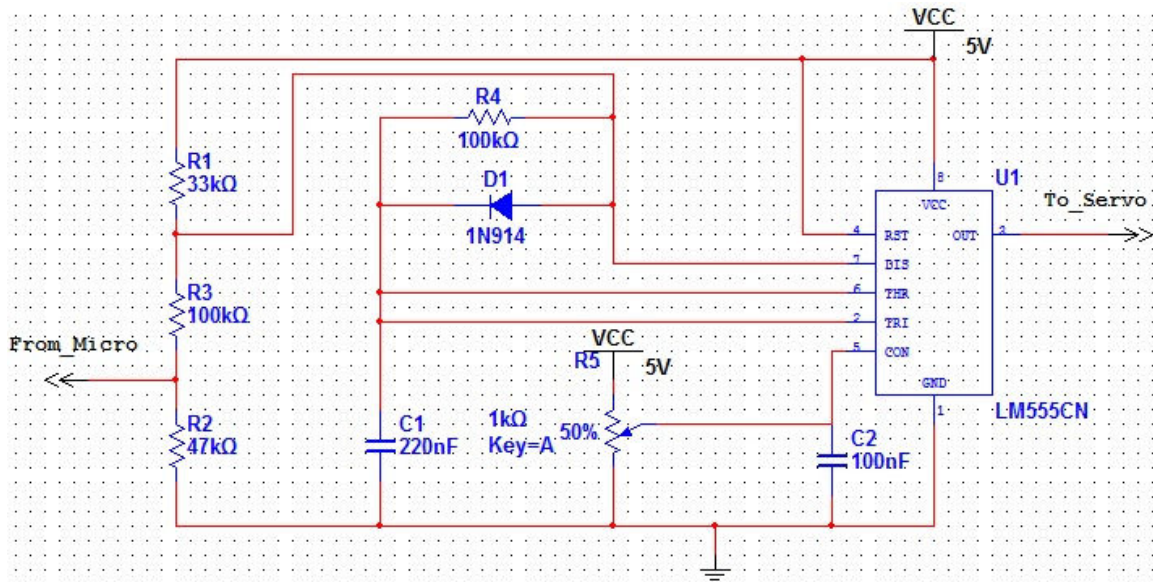 VCC
5V
R4
100kΩ
R1
33kΩ
D1
1N914
8
U1
VCC
To_Servo
4
RST
OUT
3
7
BIS
R3
100kΩ
6
THR
2
TRI
From_Micro
VCC
5
CON
R5
5V
GND
R2
47kΩ
C1
220nF
1kΩ
Key=A
50%
1
LM555CN
C2
100nF